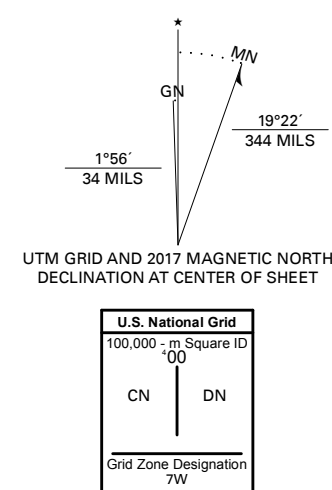 ★
MN
GN
19°22´
344 MILS
1°56´
34 MILS
UTM GRID AND 2017 MAGNETIC NORTH
DECLINATION AT CENTER OF SHEET
U.S. National Grid
100,000 - m Square ID
⁴00
CN DN
Grid Zone Designation
7W